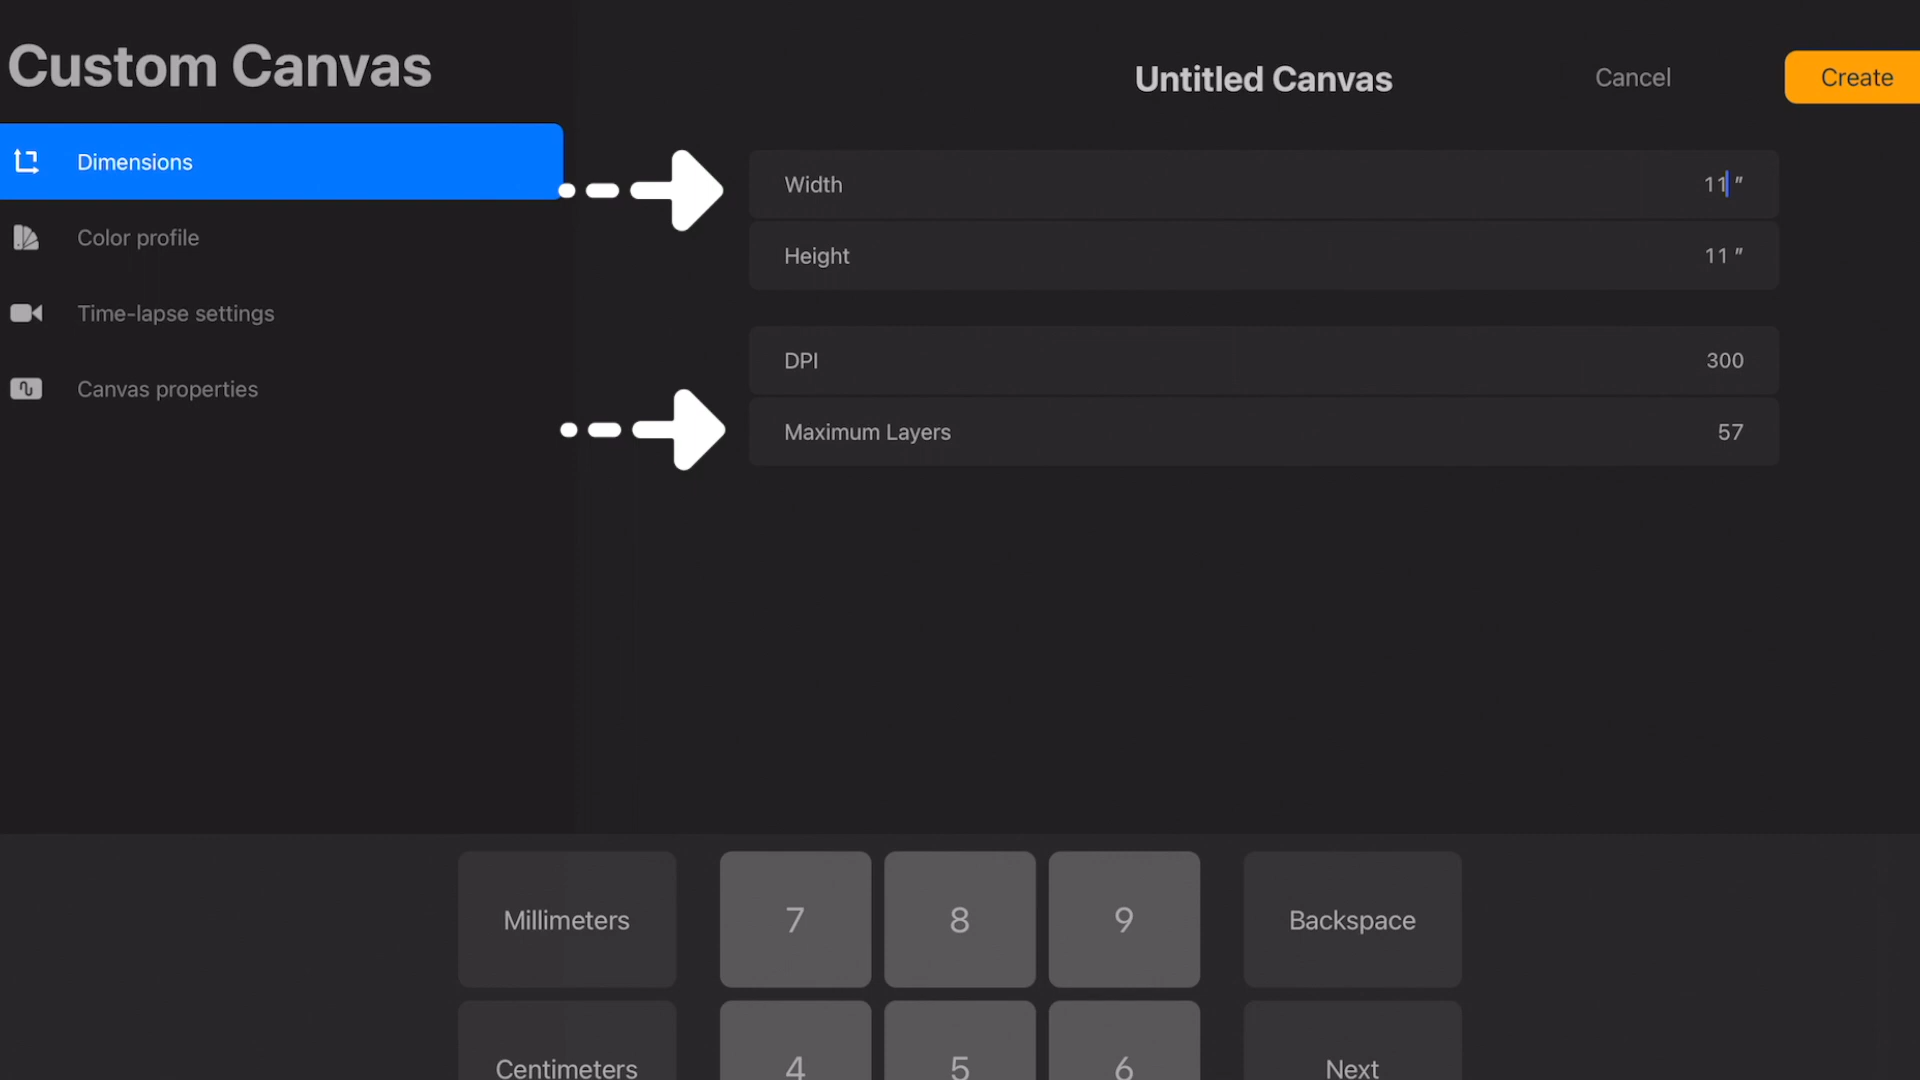 Custom Canvas
Untitled Canvas
Cancel
Create
Dimensions
Color profile
Time-lapse settings
Canvas properties
Width 11 "
Height 11 "
DPI 300
Maximum Layers 57
Millimeters 7 8 9 Backspace
Centimeters 4 5 6 Next